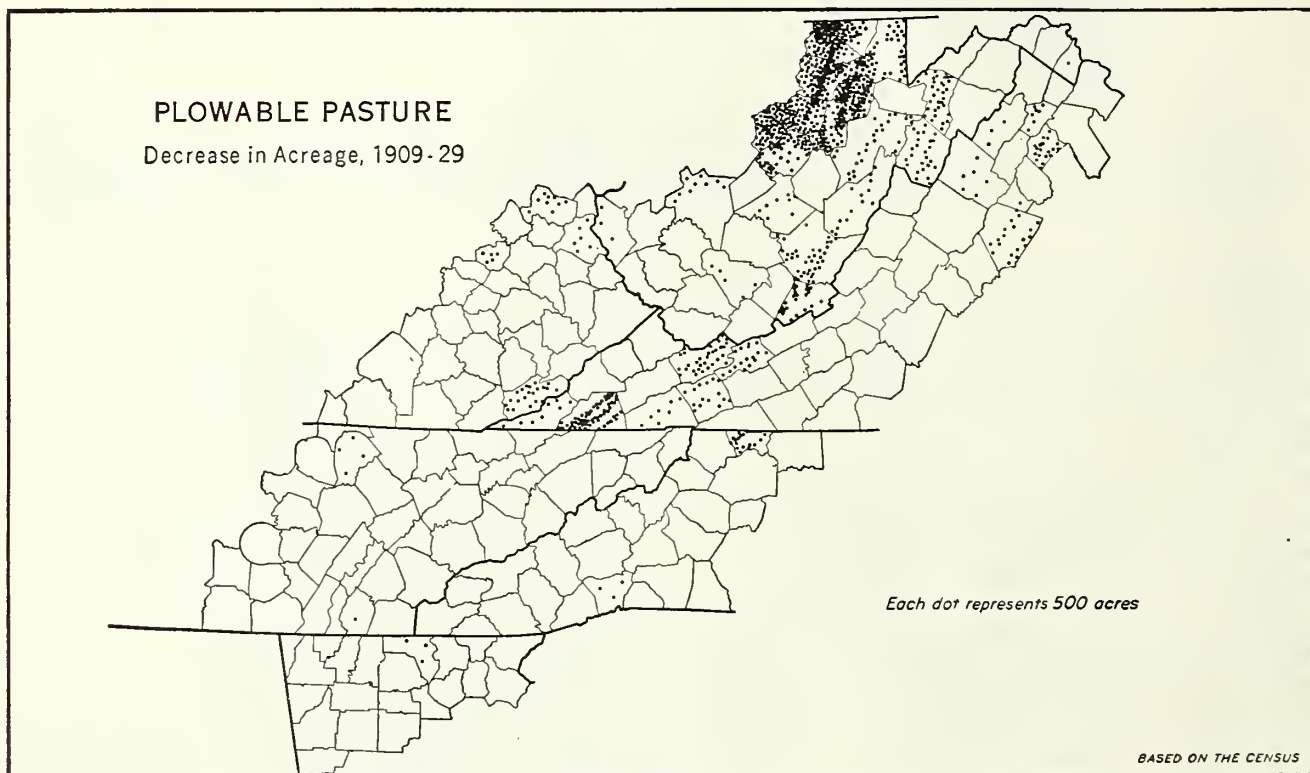 PLOWABLE PASTURE
Decrease in Acreage, 1909-29
Each dot represents 500 acres
BASED ON THE CENSUS